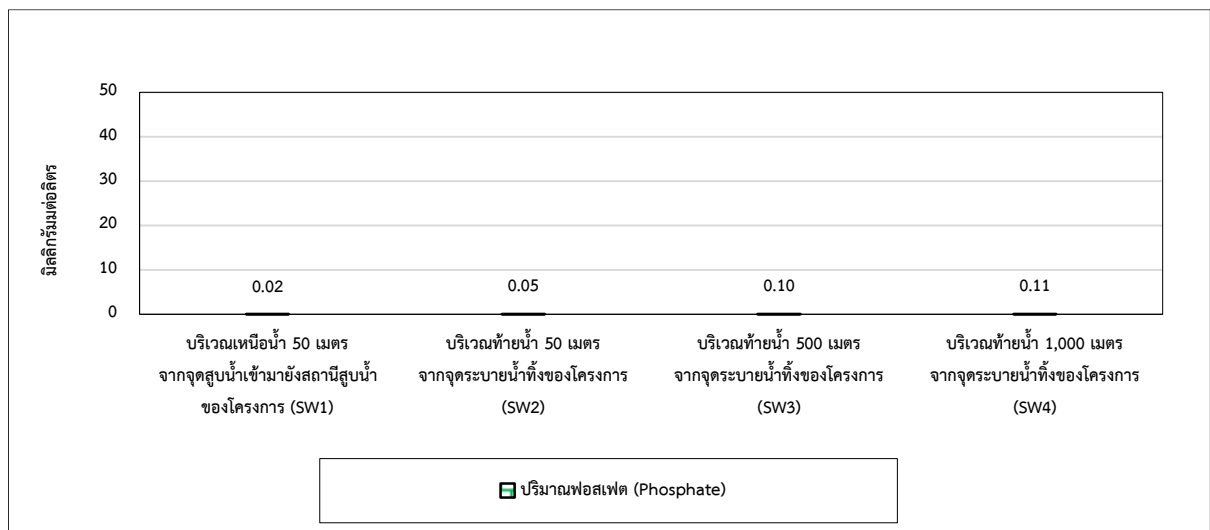 50
40
30
20
10
0
มิลลิกรัมต่อลิตร
0.02
0.05
0.10
0.11
บริเวณเหนือน้ำ 50 เมตร
จากจุดสูบน้ำเข้ามายังสถานีสูบน้ำ
ของโครงการ (SW1)
บริเวณท้ายน้ำ 50 เมตร
จากจุดระบายน้ำทิ้งของโครงการ
(SW2)
บริเวณท้ายน้ำ 500 เมตร
จากจุดระบายน้ำทิ้งของโครงการ
(SW3)
บริเวณท้ายน้ำ 1,000 เมตร
จากจุดระบายน้ำทิ้งของโครงการ
(SW4)
ปริมาณฟอสเฟต (Phosphate)